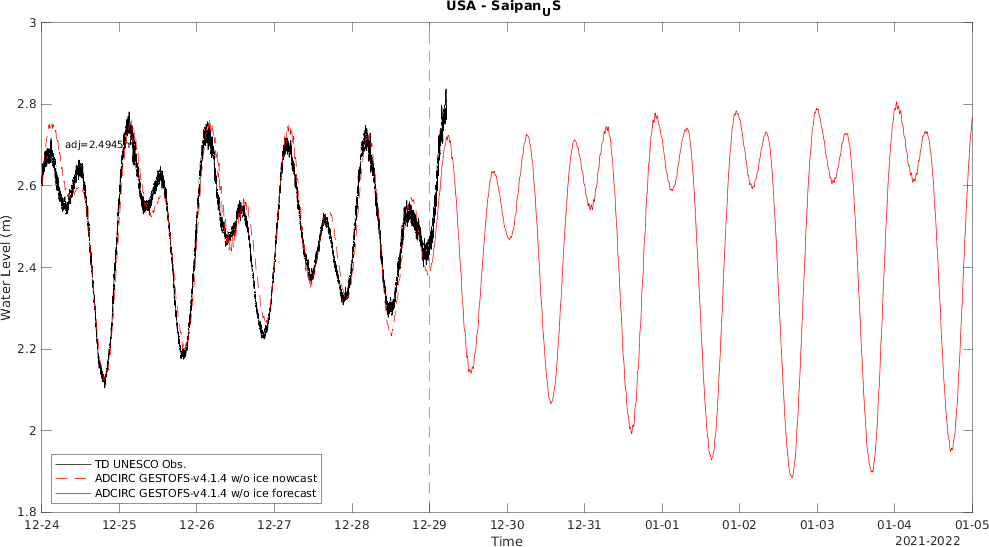 USA - Saipan_US
adj=2.4945m
Water Level (m)
3
2.8
2.6
2.4
2.2
2
1.8
TD UNESCO Obs.
ADCIRC GESTOFS-v4.1.4 w/o ice nowcast
ADCIRC GESTOFS-v4.1.4 w/o ice forecast
12-24 12-25 12-26 12-27 12-28 12-29 12-30 12-31 01-01 01-02 01-03 01-04 01-05
Time
2021-2022